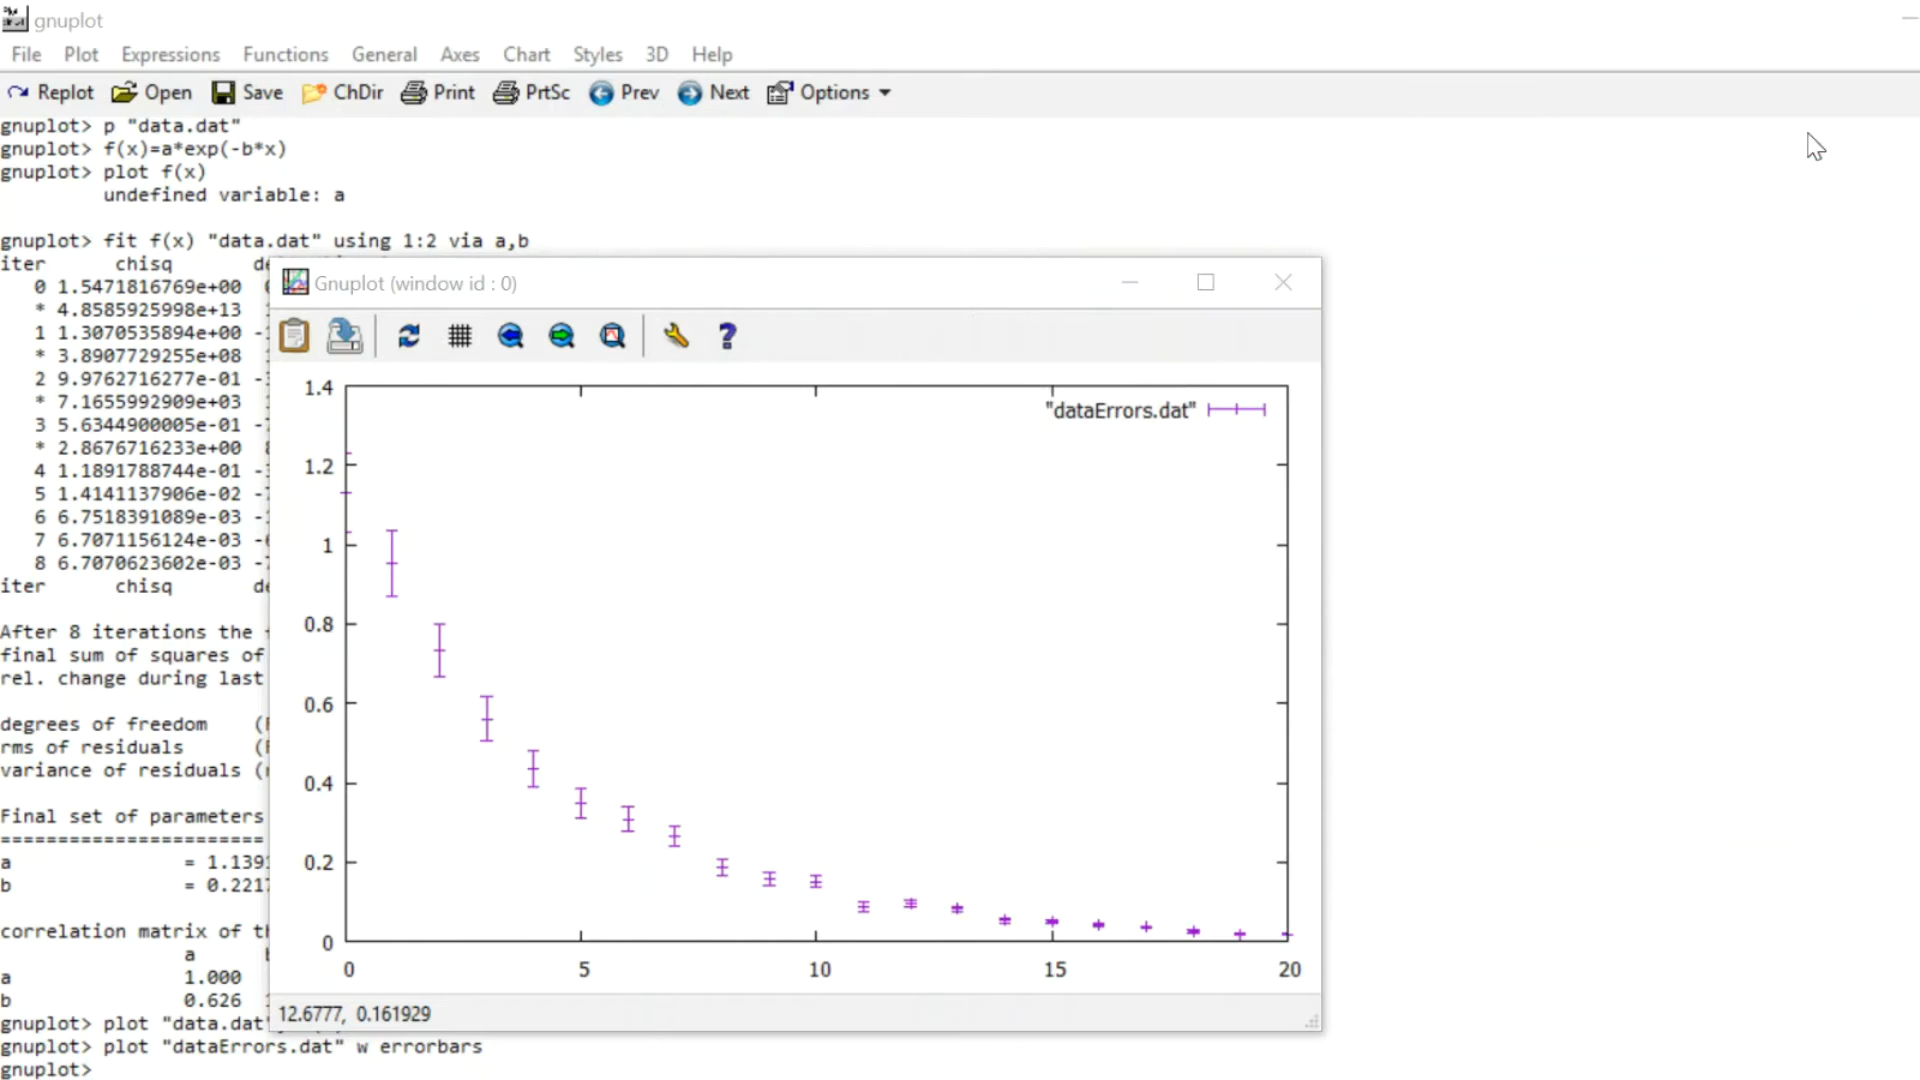 gnuplot
File Plot Expressions Functions General Axes Chart Styles 3D Help
Replot Open Save ChDir Print PrtSc Prev Next Options
gnuplot> p "data.dat"
gnuplot> f(x)=a*exp(-b*x)
gnuplot> plot f(x)
undefined variable: a
gnuplot> fit f(x) "data.dat" using 1:2 via a,b
iter chisq
0 1.5471816769e+00
* 4.8585925998e+13
1 1.3070535894e+00
* 3.8907729255e+08
2 9.9762716277e-01
* 7.1655992909e+03
3 5.6344900005e-01
* 2.8676716233e+00
4 1.1891788744e-01
5 1.4141137906e-02
6 6.7518391089e-03
7 6.7071156124e-03
8 6.7070623602e-03
iter chisq
After 8 iterations the
final sum of squares of
rel. change during last
degrees of freedom
rms of residuals
variance of residuals
Final set of parameters
=======================
a = 1.139
b = 0.221
correlation matrix of
a
a 1.000
b 0.626
gnuplot> plot "data.dat"
gnuplot> plot "dataErrors.dat" w errorbars
gnuplot>
Gnuplot (window id : 0)
"dataErrors.dat"
1.4
1.2
1
0.8
0.6
0.4
0.2
0
0 5 10 15 20
12.6777, 0.161929